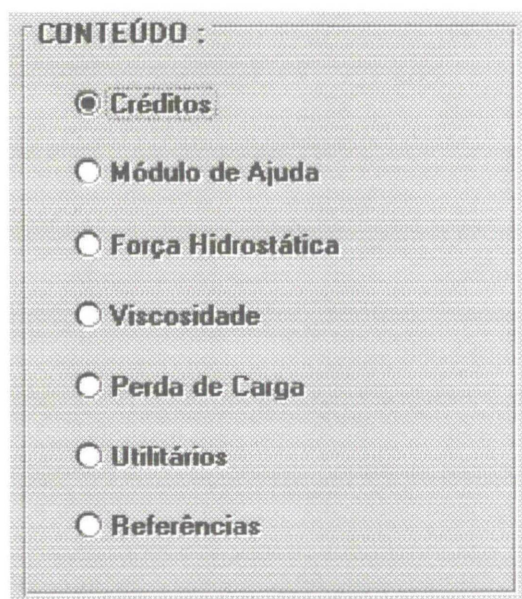 CONTEÚDO :
Créditos
Módulo de Ajuda
Força Hidrostática
Viscosidade
Perda de Carga
Utilitários
Referências